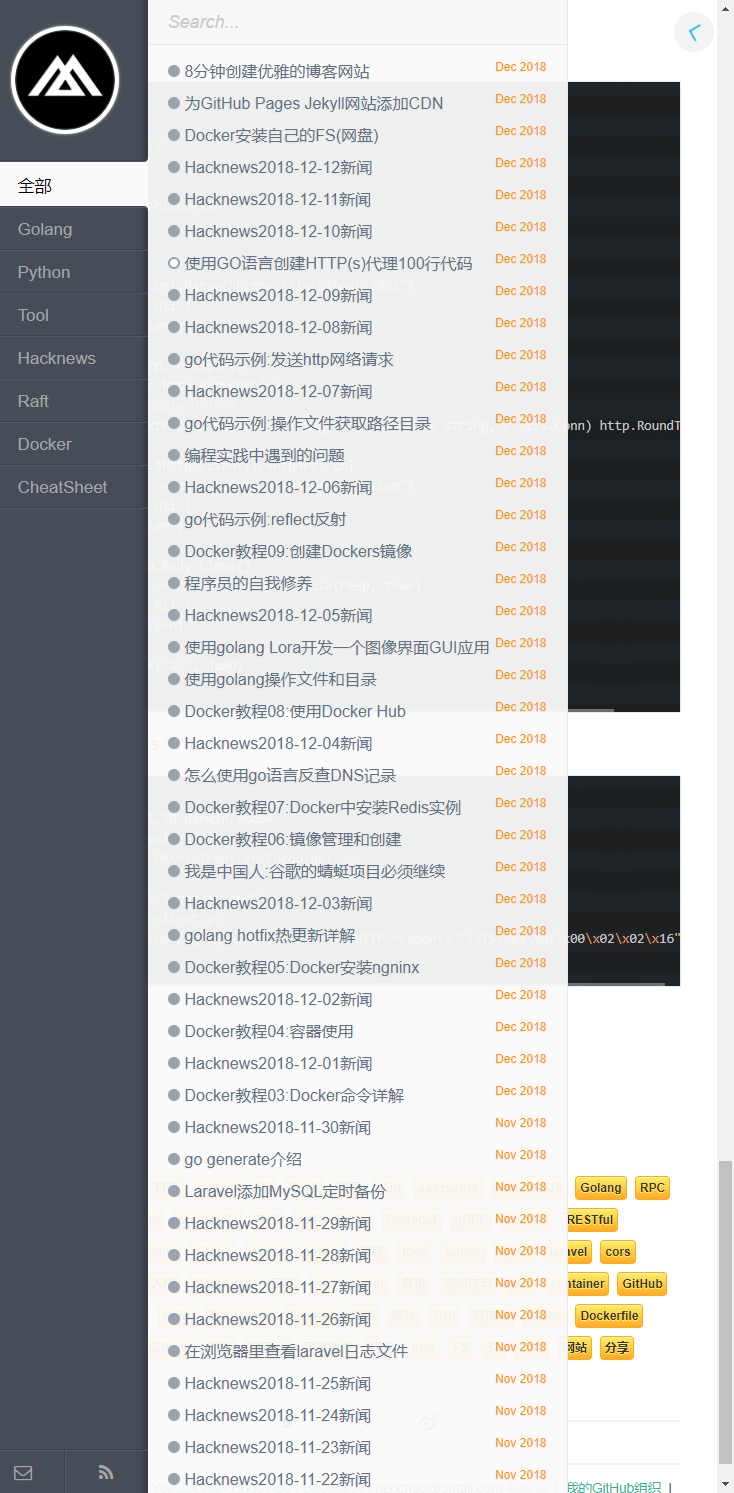 Search...
全部
Golang
Python
Tool
Hacknews
Raft
Docker
CheatSheet
8分钟创建优雅的博客网站 Dec 2018
为GitHub Pages Jekyll网站添加CDN Dec 2018
Docker安装自己的FS(网盘) Dec 2018
Hacknews2018-12-12新闻 Dec 2018
Hacknews2018-12-11新闻 Dec 2018
Hacknews2018-12-10新闻 Dec 2018
使用GO语言创建HTTP(s)代理100行代码 Dec 2018
Hacknews2018-12-09新闻 Dec 2018
Hacknews2018-12-08新闻 Dec 2018
go代码示例:发送http网络请求 Dec 2018
Hacknews2018-12-07新闻 Dec 2018
go代码示例:操作文件获取路径目录 Dec 2018
编程实践中遇到的问题 Dec 2018
Hacknews2018-12-06新闻 Dec 2018
go代码示例:reflect反射 Dec 2018
Docker教程09:创建Dockers镜像 Dec 2018
程序员的自我修养 Dec 2018
Hacknews2018-12-05新闻 Dec 2018
使用golang Lora开发一个图像界面GUI应用 Dec 2018
使用golang操作文件和目录 Dec 2018
Docker教程08:使用Docker Hub Dec 2018
Hacknews2018-12-04新闻 Dec 2018
怎么使用go语言反查DNS记录 Dec 2018
Docker教程07:Docker中安装Redis实例 Dec 2018
Docker教程06:镜像管理和创建 Dec 2018
我是中国人:谷歌的蜻蜓项目必须继续 Dec 2018
Hacknews2018-12-03新闻 Dec 2018
golang hotfix热更新详解 Dec 2018
Docker教程05:Docker安装ngninx Dec 2018
Hacknews2018-12-02新闻 Dec 2018
Docker教程04:容器使用 Dec 2018
Hacknews2018-12-01新闻 Dec 2018
Docker教程03:Docker命令详解 Dec 2018
Hacknews2018-11-30新闻 Nov 2018
go generate介绍 Nov 2018
Laravel添加MySQL定时备份 Nov 2018
Hacknews2018-11-29新闻 Nov 2018
Hacknews2018-11-28新闻 Nov 2018
Hacknews2018-11-27新闻 Nov 2018
Hacknews2018-11-26新闻 Nov 2018
在浏览器里查看laravel日志文件 Nov 2018
Hacknews2018-11-25新闻 Nov 2018
Hacknews2018-11-24新闻 Nov 2018
Hacknews2018-11-23新闻 Nov 2018
Hacknews2018-11-22新闻 Nov 2018
Conn) http.RoundT
x00\x02\x02\x16"
Golang RPC
RESTful
cors
container GitHub
Dockerfile
网站 分享
我的GitHub组织 |